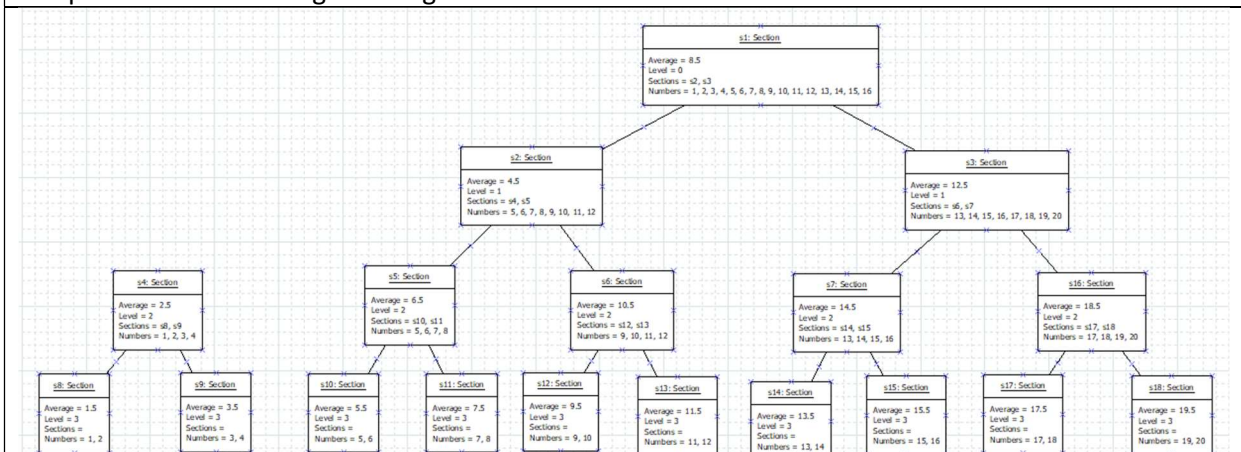 s1: Section
Average = 8.5
Level = 0
Sections = s2, s3
Numbers = 1, 2, 3, 4, 5, 6, 7, 8, 9, 10, 11, 12, 13, 14, 15, 16
s2: Section
Average = 4.5
Level = 1
Sections = s4, s5
Numbers = 5, 6, 7, 8, 9, 10, 11, 12
s3: Section
Average = 12.5
Level = 1
Sections = s6, s7
Numbers = 13, 14, 15, 16, 17, 18, 19, 20
s4: Section
Average = 2.5
Level = 2
Sections = s8, s9
Numbers = 1, 2, 3, 4
s5: Section
Average = 6.5
Level = 2
Sections = s10, s11
Numbers = 5, 6, 7, 8
s6: Section
Average = 10.5
Level = 2
Sections = s12, s13
Numbers = 9, 10, 11, 12
s7: Section
Average = 14.5
Level = 2
Sections = s14, s15
Numbers = 13, 14, 15, 16
s16: Section
Average = 18.5
Level = 2
Sections = s17, s18
Numbers = 17, 18, 19, 20
s8: Section
Average = 1.5
Level = 3
Sections =
Numbers = 1, 2
s9: Section
Average = 3.5
Level = 3
Sections =
Numbers = 3, 4
s10: Section
Average = 5.5
Level = 3
Sections =
Numbers = 5, 6
s11: Section
Average = 7.5
Level = 3
Sections =
Numbers = 7, 8
s12: Section
Average = 9.5
Level = 3
Sections =
Numbers = 9, 10
s13: Section
Average = 11.5
Level = 3
Sections =
Numbers = 11, 12
s14: Section
Average = 13.5
Level = 3
Sections =
Numbers = 13, 14
s15: Section
Average = 15.5
Level = 3
Sections =
Numbers = 15, 16
s17: Section
Average = 17.5
Level = 3
Sections =
Numbers = 17, 18
s18: Section
Average = 19.5
Level = 3
Sections =
Numbers = 19, 20